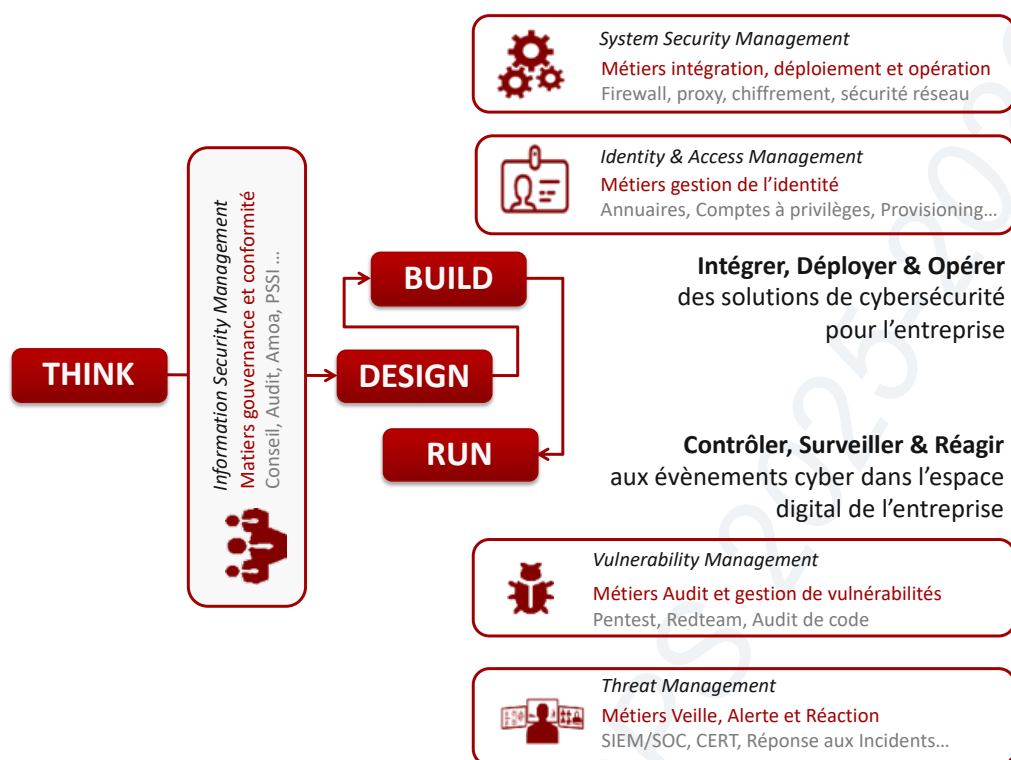 System Security Management
Métiers intégration, déploiement et opération
Firewall, proxy, chiffrement, sécurité réseau
Identity & Access Management
Métiers gestion de l'identité
Annuaires, Comptes à privilèges, Provisioning...
Information Security Management
Matiers gouvernance et conformité
Conseil, Audit, Amoa, PSSI ...
THINK
BUILD
DESIGN
RUN
Intégrer, Déployer & Opérer
des solutions de cybersécurité
pour l'entreprise
Contrôler, Surveiller & Réagir
aux évènements cyber dans l'espace
digital de l'entreprise
Vulnerability Management
Métiers Audit et gestion de vulnérabilités
Pentest, Redteam, Audit de code
Threat Management
Métiers Veille, Alerte et Réaction
SIEM/SOC, CERT, Réponse aux Incidents...